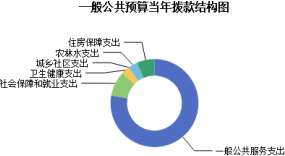 一般公共预算当年拨款结构图
住房保障支出
农林水支出
城乡社区支出
卫生健康支出
社会保障和就业支出
一般公共服务支出